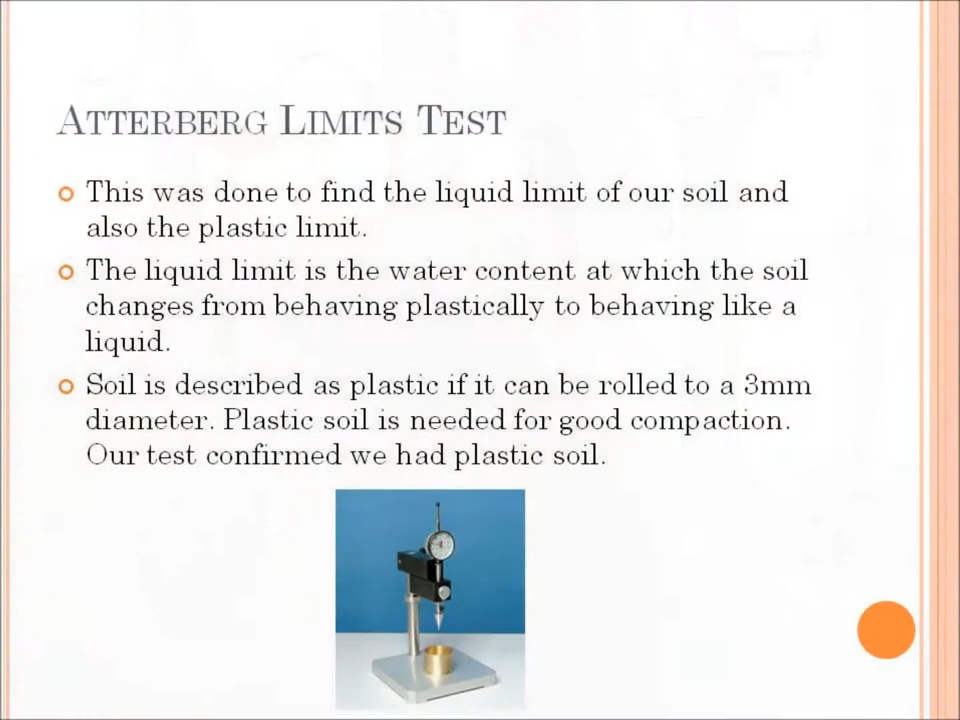 ATTERBERG LIMITS TEST
This was done to find the liquid limit of our soil and
also the plastic limit.
The liquid limit is the water content at which the soil
changes from behaving plastically to behaving like a
liquid.
Soil is described as plastic if it can be rolled to a 3mm
diameter. Plastic soil is needed for good compaction.
Our test confirmed we had plastic soil.